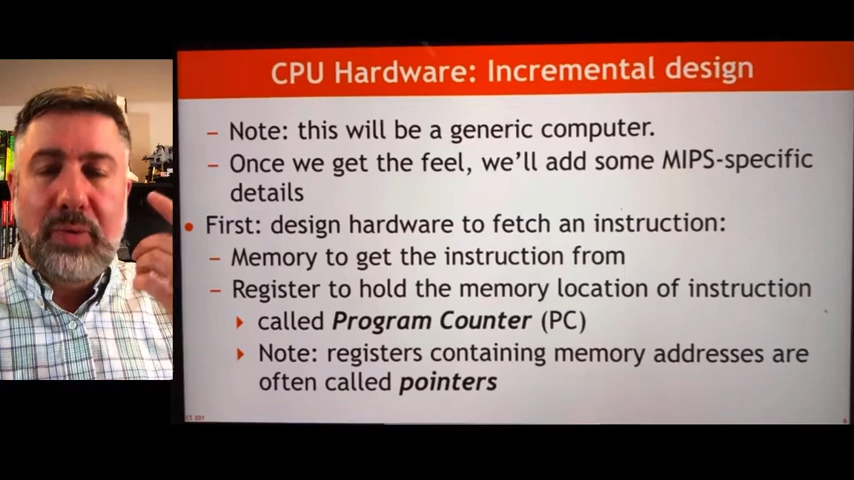 CPU Hardware: Incremental design
– Note: this will be a generic computer.
– Once we get the feel, we'll add some MIPS-specific
details
• First: design hardware to fetch an instruction:
– Memory to get the instruction from
– Register to hold the memory location of instruction
called Program Counter (PC)
Note: registers containing memory addresses are
often called pointers
CS 201